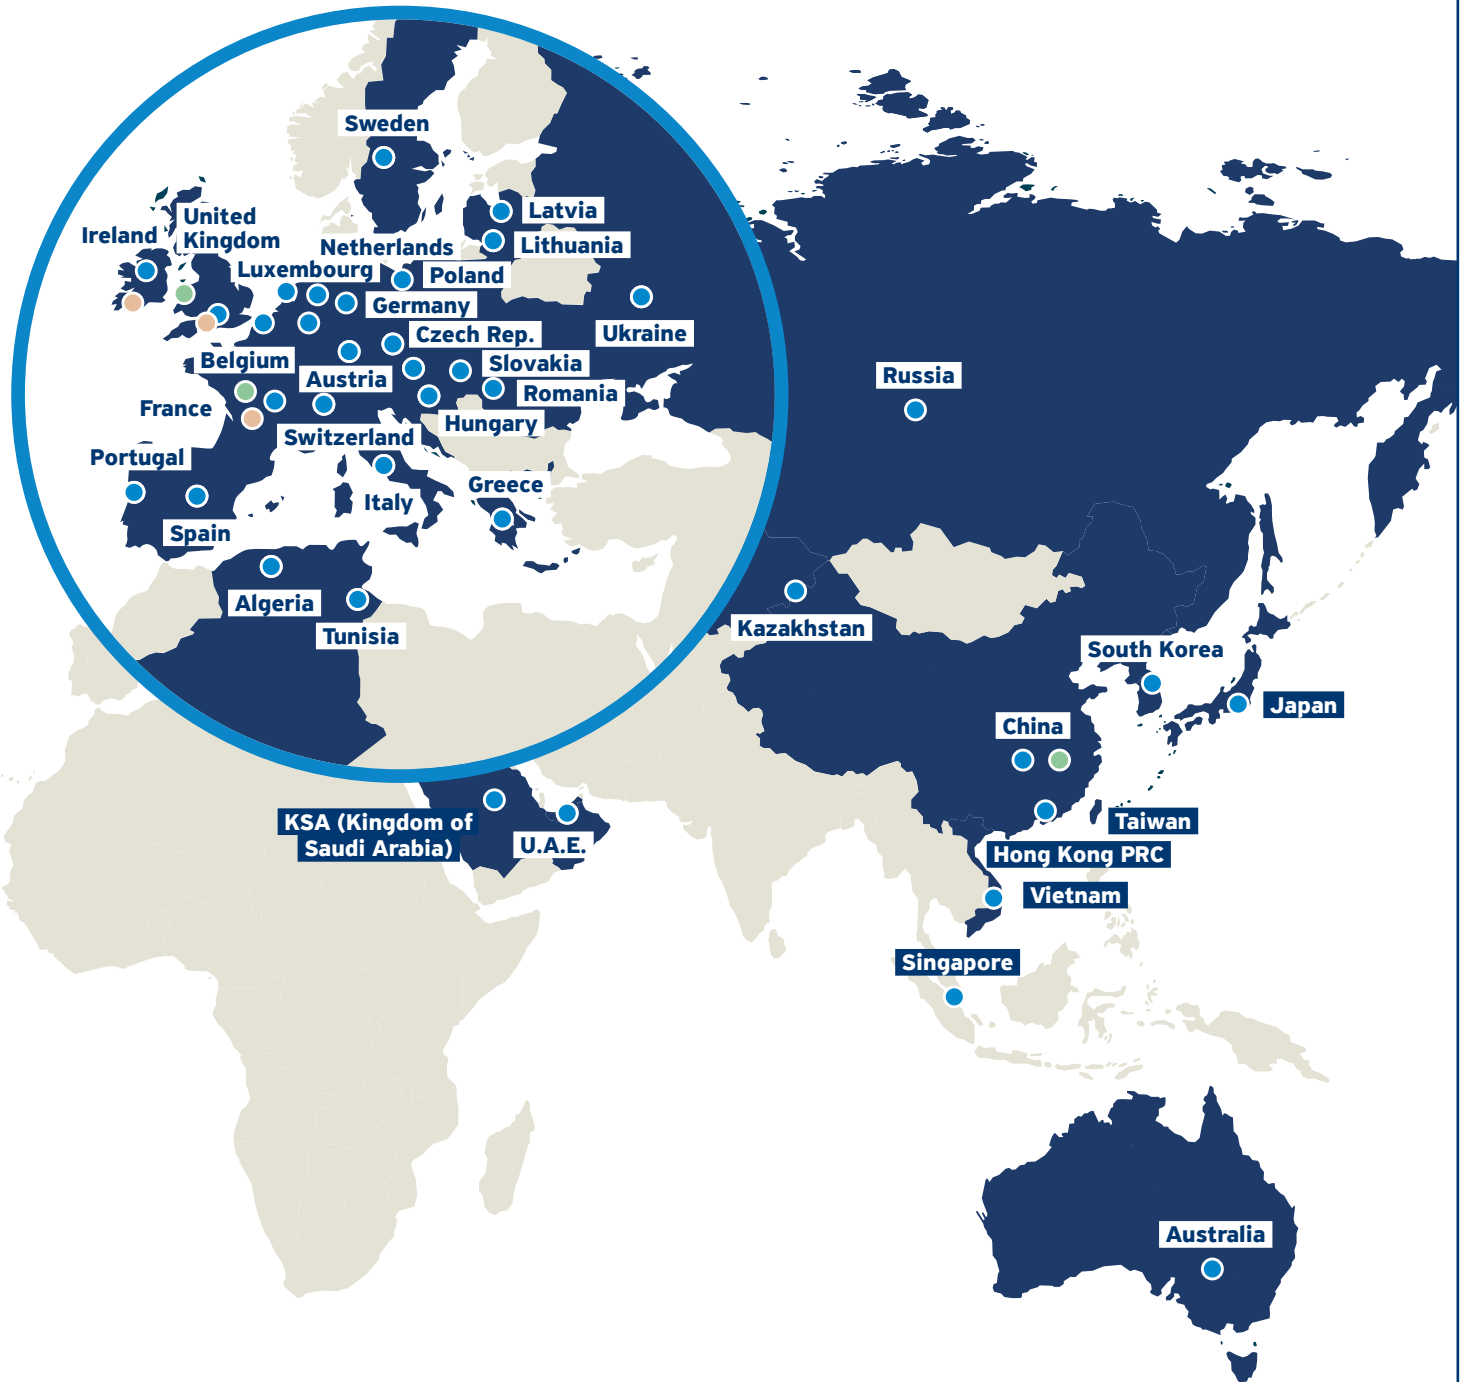 Sweden
Latvia
United
Kingdom
Ireland
Netherlands
Lithuania
Luxembourg
Poland
Germany
Ukraine
Czech Rep.
Belgium
Slovakia
Austria
Russia
Romania
France
Hungary
Switzerland
Portugal
Greece
Italy
Spain
Algeria
Kazakhstan
Tunisia
South Korea
Japan
China
KSA (Kingdom of
Saudi Arabia)
Taiwan
U.A.E.
Hong Kong PRC
Vietnam
Singapore
Australia